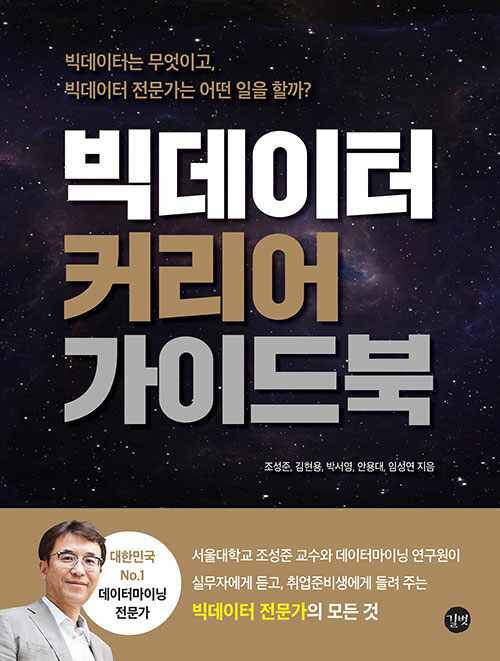 빅데이터는 무엇이고,
빅데이터 전문가는 어떤 일을 할까?
빅데이터
커리어
가이드북
조성준, 김현용, 박서영, 안용대, 임성연 지음
대한민국
No.1
데이터마이닝
전문가
서울대학교 조성준 교수와 데이터마이닝 연구원이
실무자에게 듣고, 취업준비생에게 들려 주는
빅데이터 전문가의 모든 것
길벗